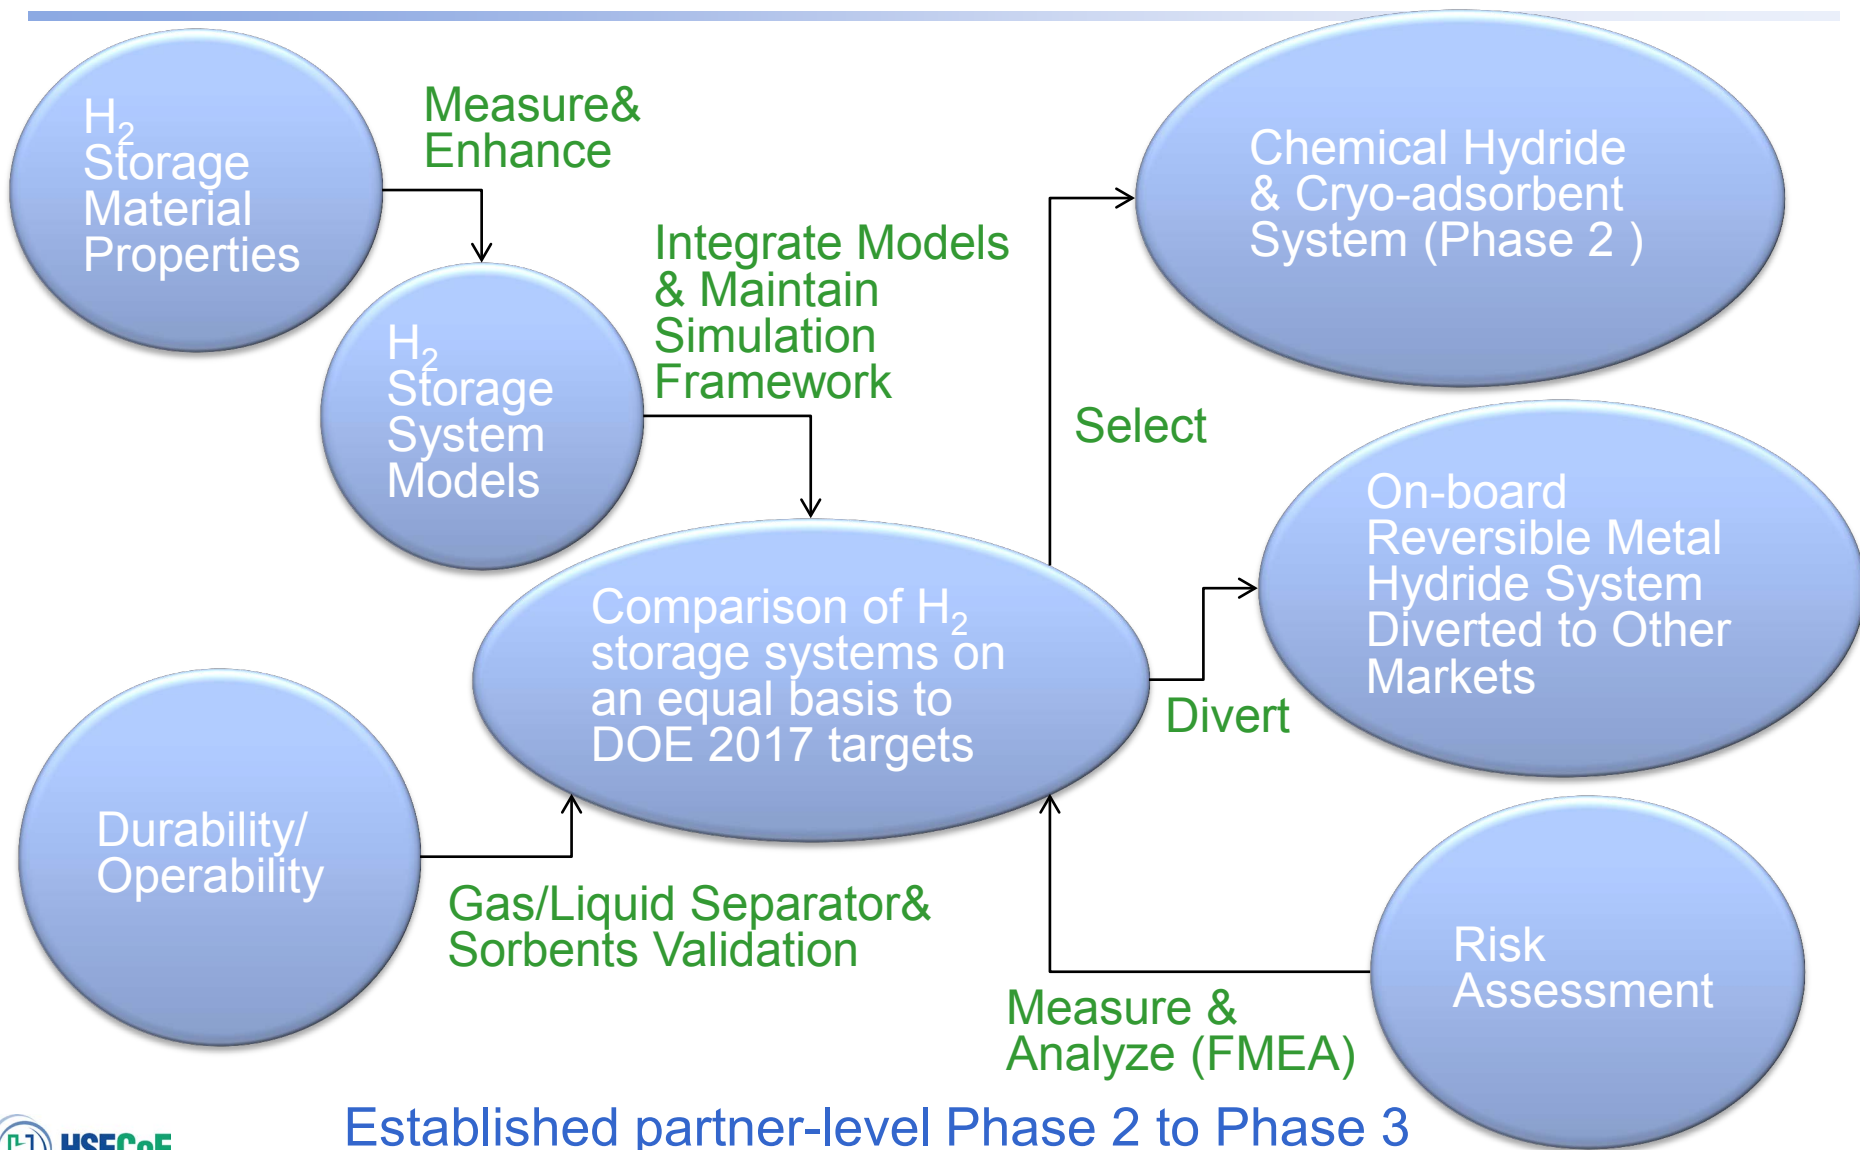 H₂
Storage
Material
Properties
Measure&
Enhance
H₂
Storage
System
Models
Integrate Models
& Maintain
Simulation
Framework
Chemical Hydride
& Cryo-adsorbent
System (Phase 2 )
Select
On-board
Reversible Metal
Hydride System
Diverted to Other
Markets
Comparison of H₂
storage systems on
an equal basis to
DOE 2017 targets
Divert
Durability/
Operability
Gas/Liquid Separator&
Sorbents Validation
Risk
Assessment
Measure &
Analyze (FMEA)
Established partner-level Phase 2 to Phase 3
HSECoE